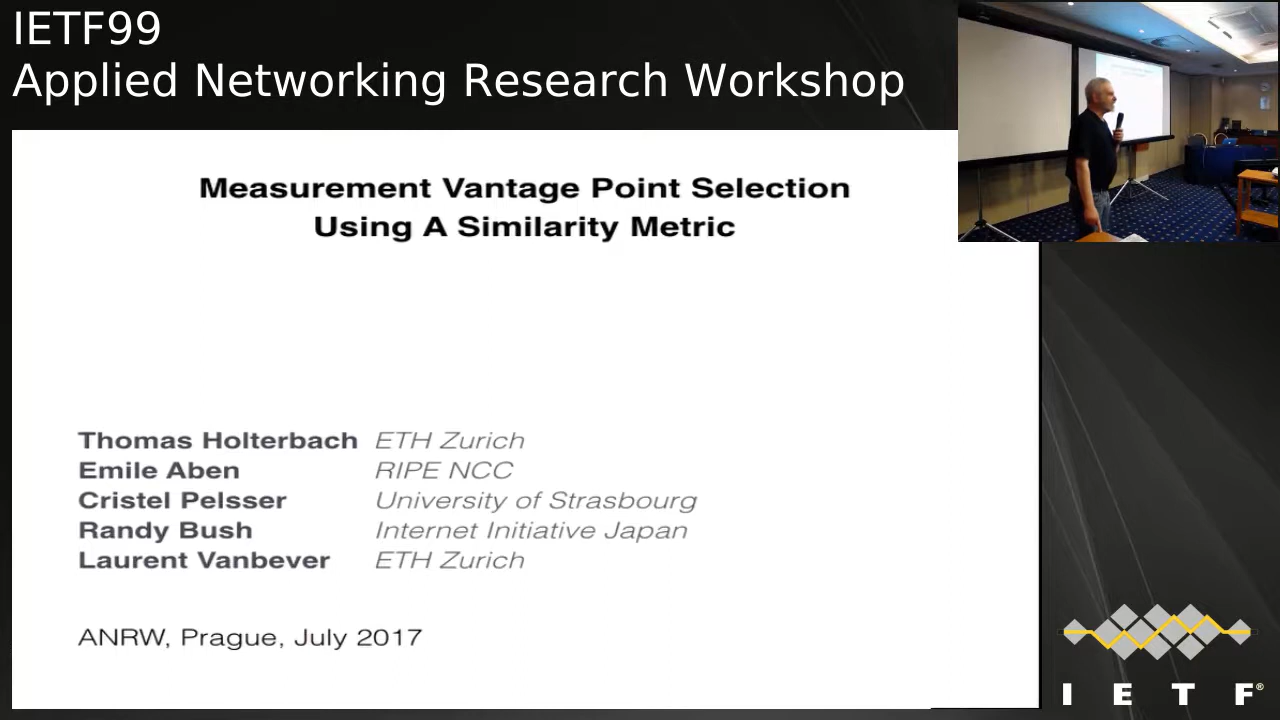 IETF99
Applied Networking Research Workshop
Measurement Vantage Point Selection
Using A Similarity Metric
Thomas Holterbach ETH Zurich
Emile Aben RIPE NCC
Cristel Pelsser University of Strasbourg
Randy Bush Internet Initiative Japan
Laurent Vanbever ETH Zurich
ANRW, Prague, July 2017
I E T F®